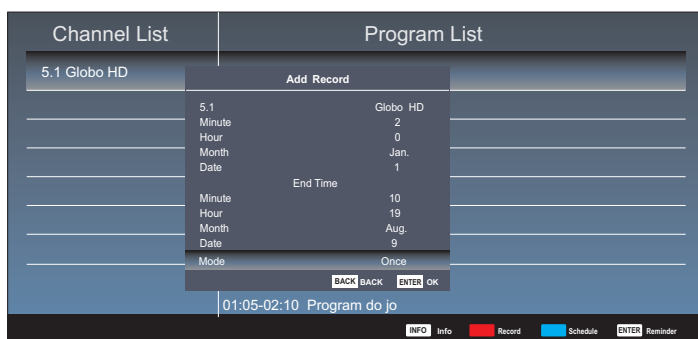 Channel List Program List
5.1 Globo HD
Add Record
5.1 Globo HD
Minute 2
Hour 0
Month Jan.
Date 1
End Time
Minute 10
Hour 19
Month Aug.
Date 9
Mode Once
BACK BACK ENTER OK
01:05-02:10 Program do jo
INFO Info Record Schedule ENTER Reminder